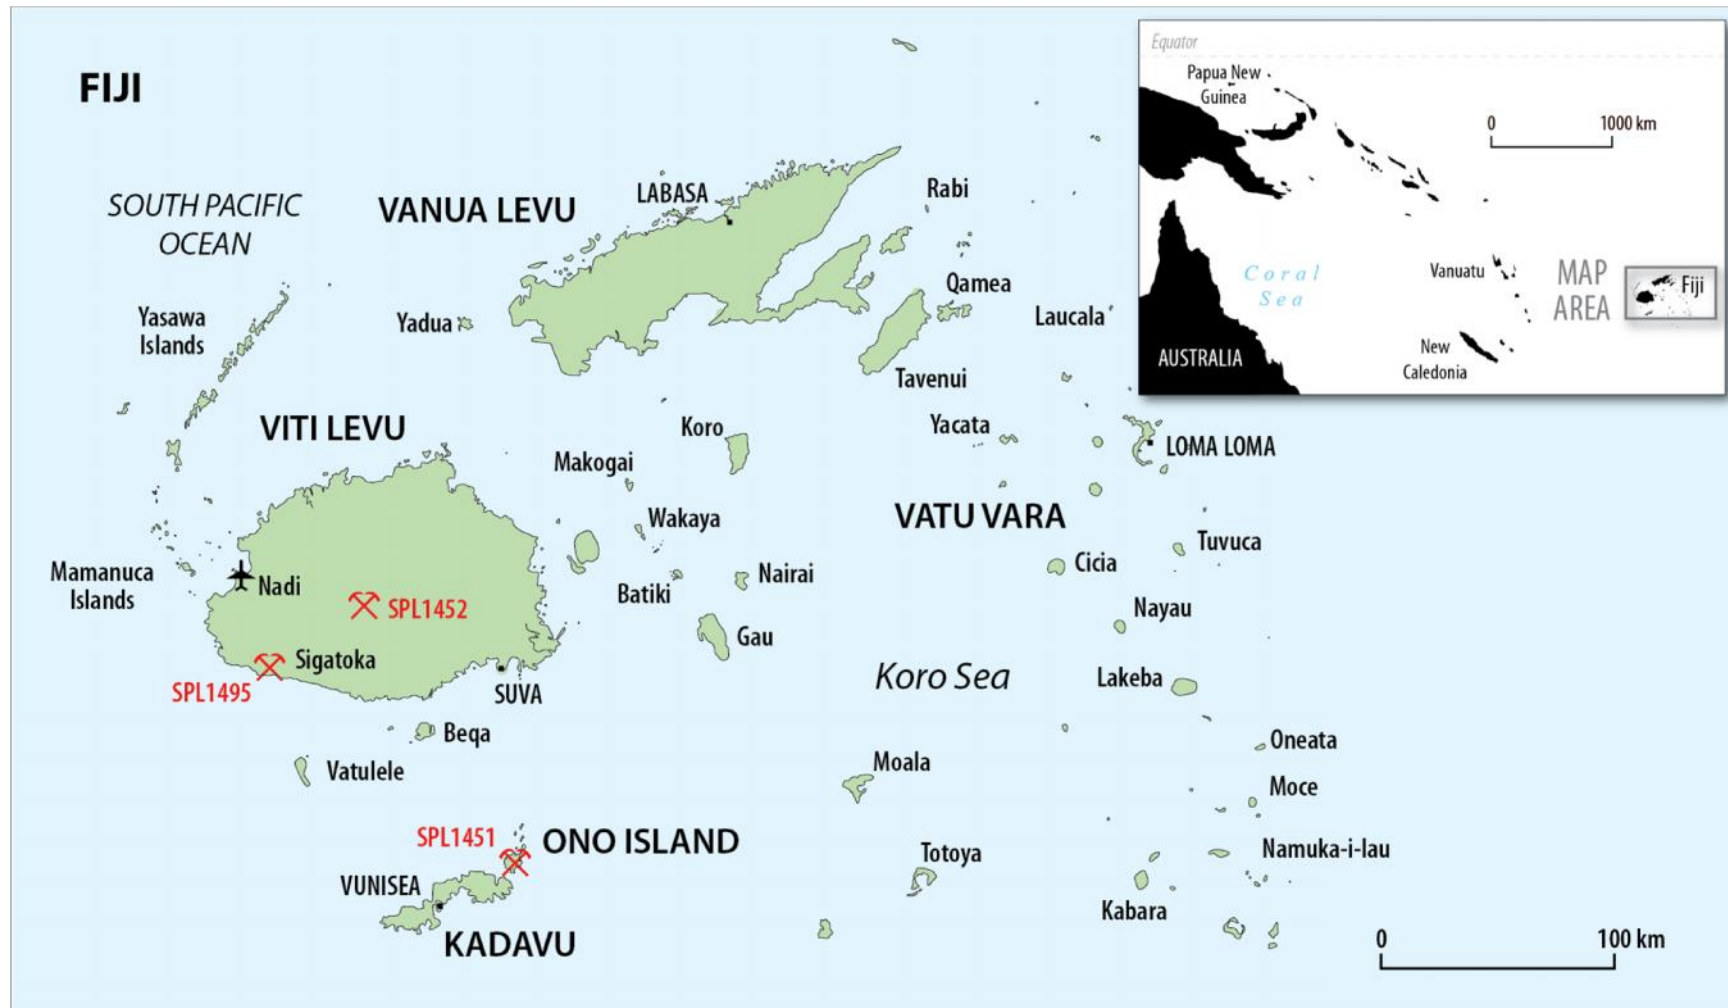 FIJI
SOUTH PACIFIC
OCEAN
VANUA LEVU
LABASA
Rabi
Qamea
Laucala
Yadua
Yasawa
Islands
Tavenui
VITI LEVU
Koro
Yacata
LOMA LOMA
Makogai
Wakaya
VATU VARA
Tuvuca
Cicia
Mamanuca
Islands
Nadi
SPL1452
Batiki
Nairai
Nayau
Gau
Sigatoka
SPL1495
SUVA
Koro Sea
Lakeba
Beqa
Oneata
Vatulele
Moala
Moce
SPL1451
ONO ISLAND
Totoya
Namuka-i-lau
VUNISEA
Kabara
KADAVU
0
100 km
Equator
Papua New
Guinea
0
1000 km
Coral
Sea
Vanuatu
MAP
AREA
Fiji
New
Caledonia
AUSTRALIA